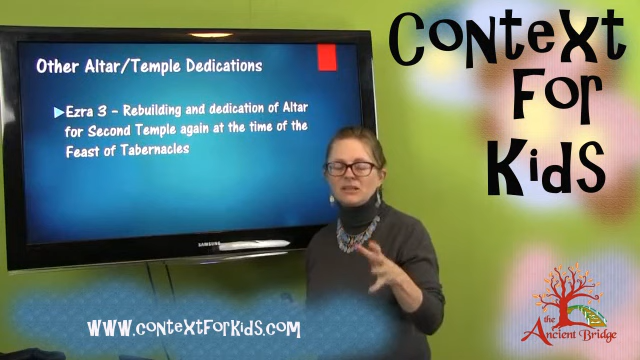 Other Altar/Temple Dedications
Ezra 3 – Rebuilding and dedication of Altar
for Second Temple again at the time of the
Feast of Tabernacles
SAMSUNG
Context
For
Kids
www.contextforkids.com
the
Ancient Bridge